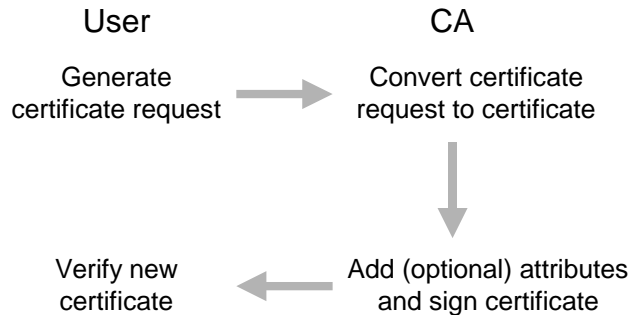 User
CA
Generate
certificate request
Convert certificate
request to certificate
Verify new
certificate
Add (optional) attributes
and sign certificate